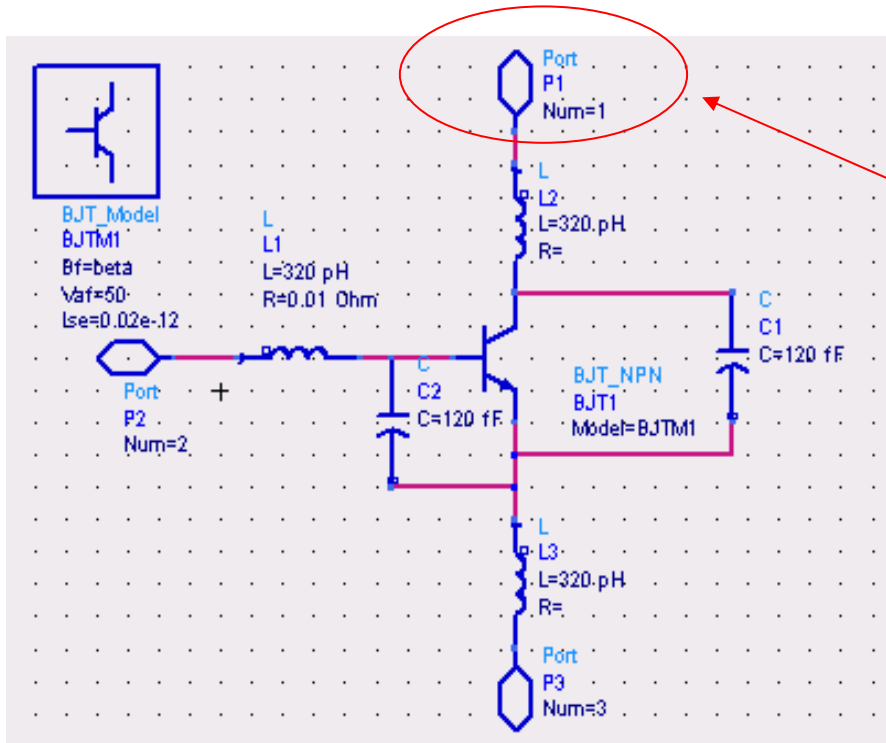 Port
P1
Num=1
L
L2
L=320 pH
R=
BJT_Model
BJTM1
Bf=beta
Vaf=50
Ise=0.02e-12
L
L1
L=320 pH
R=0.01 Ohm
C
C1
C=120 fF
Port
P2
Num=2
C
C2
C=120 fF
BJT_NPN
BJT1
Model=BJTM1
L
L3
L=320 pH
R=
Port
P3
Num=3